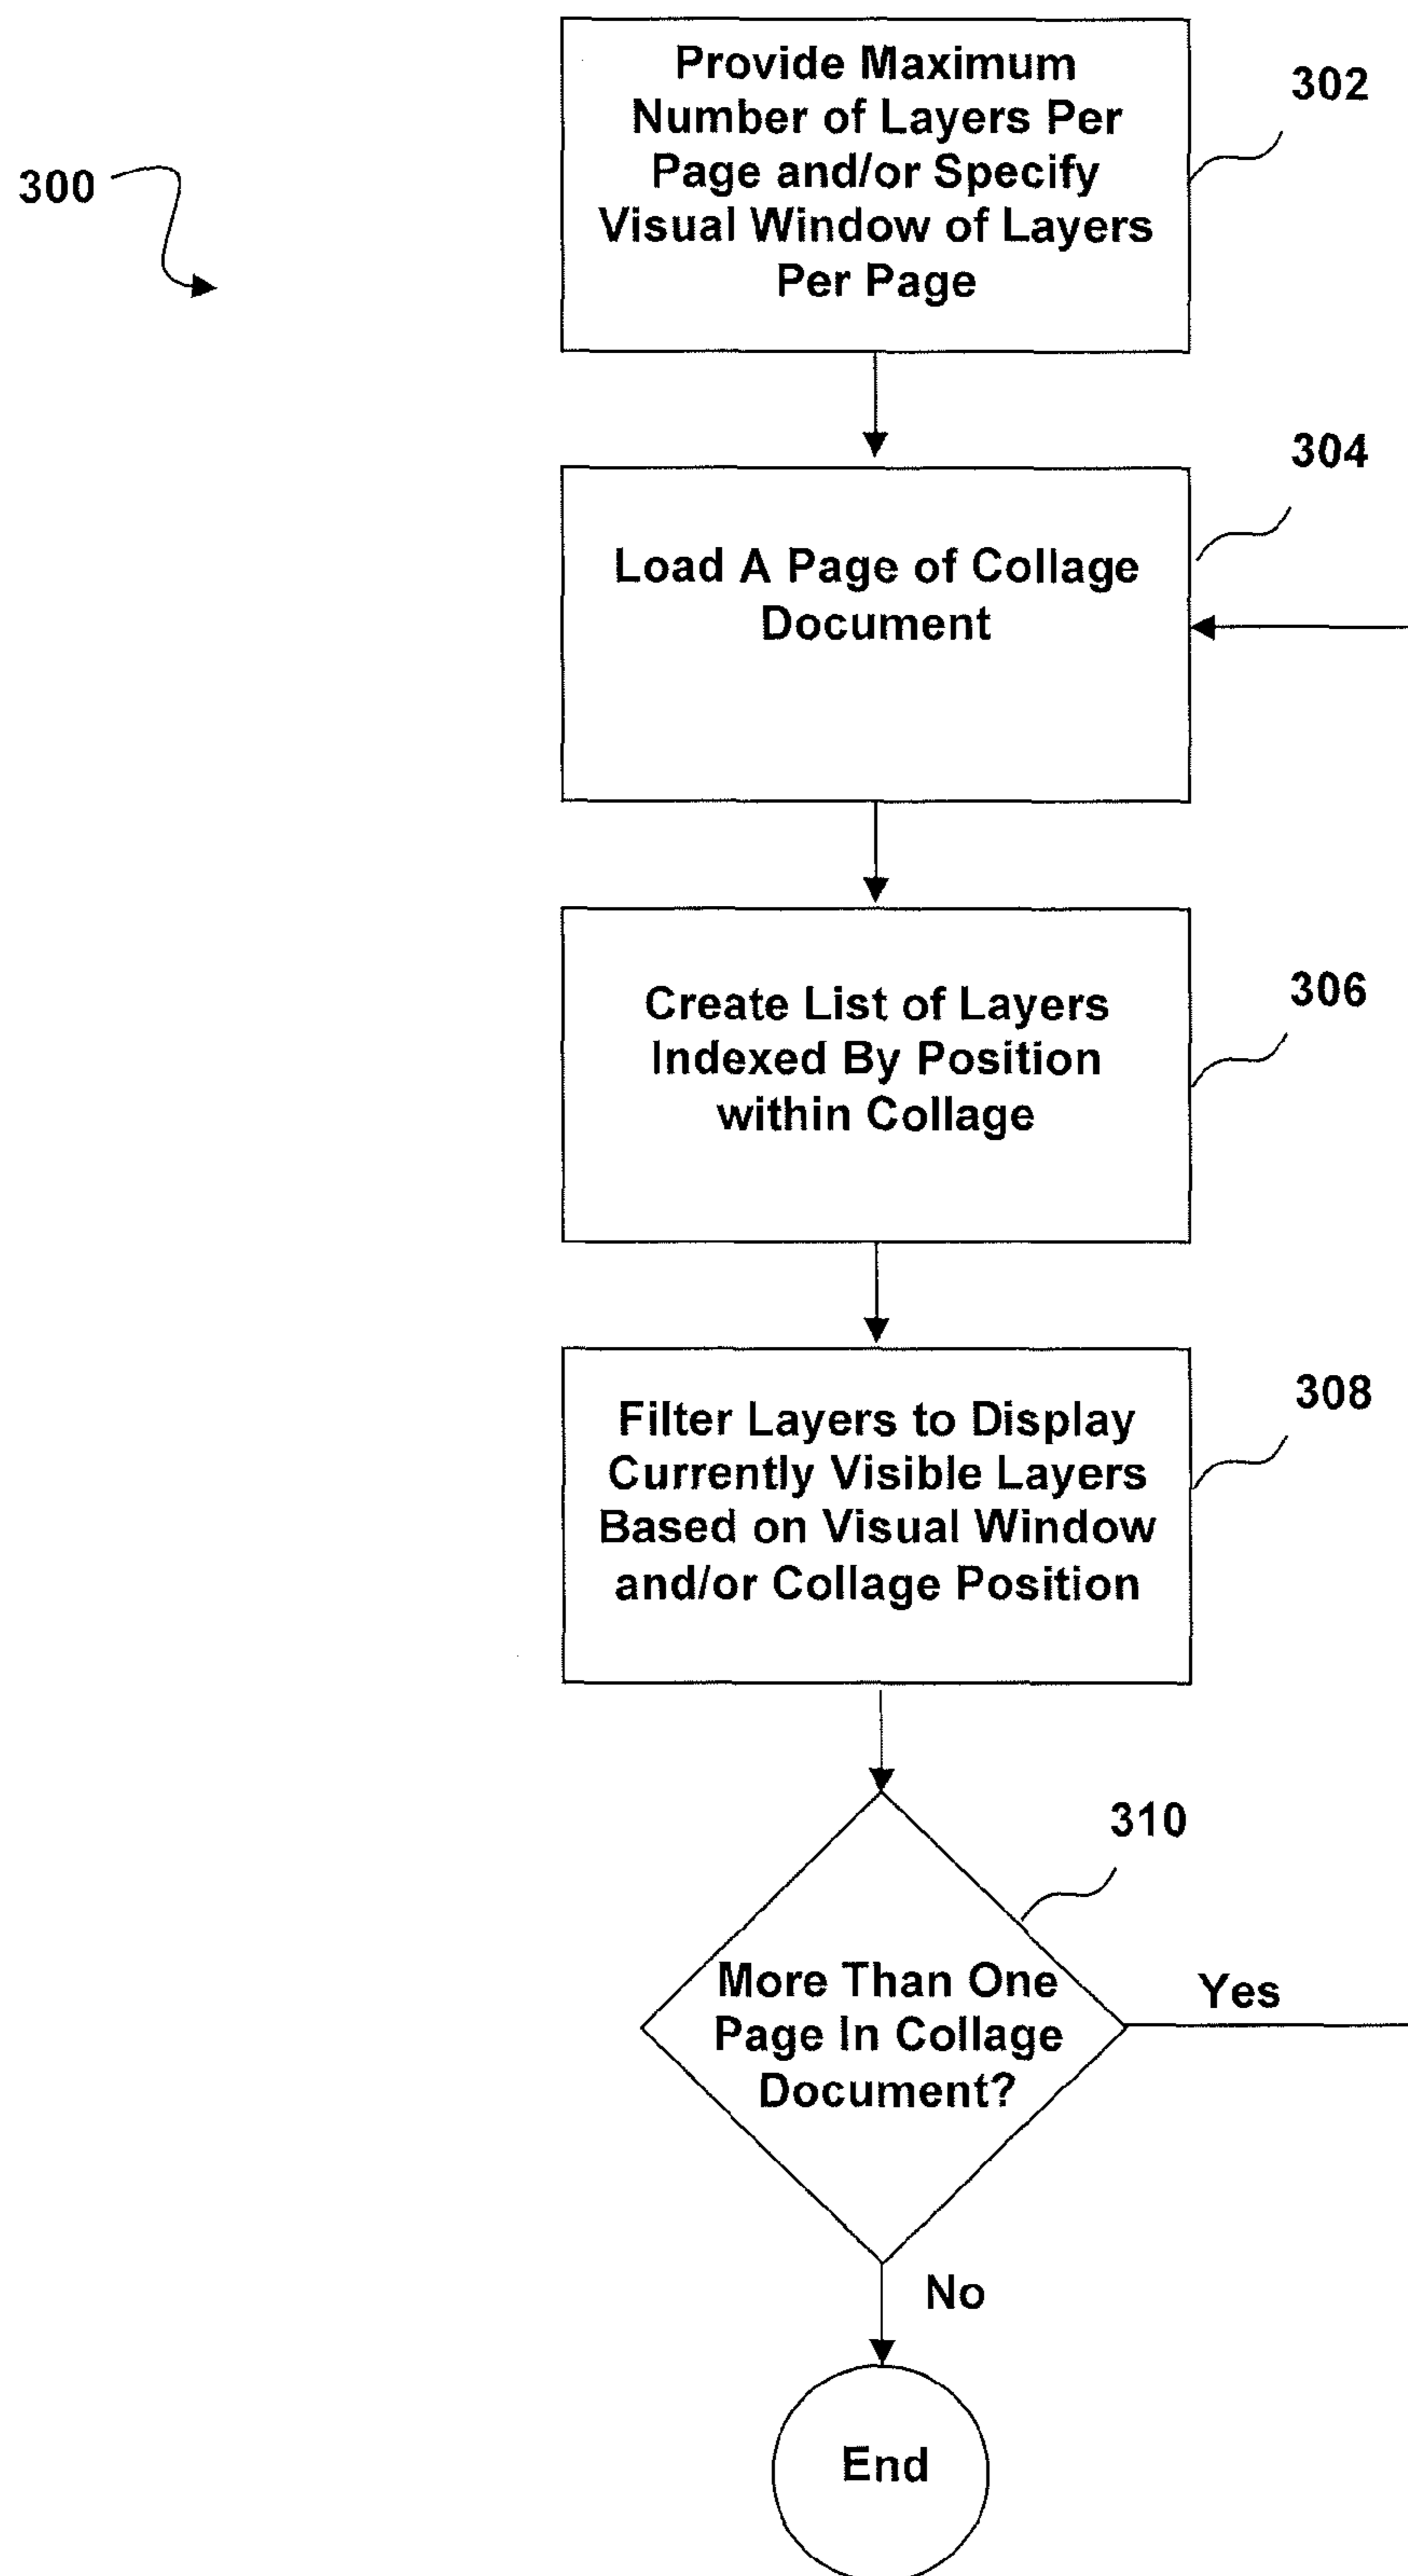 300
Provide Maximum
Number of Layers Per
Page and/or Specify
Visual Window of Layers
Per Page
302
Load A Page of Collage
Document
304
Create List of Layers
Indexed By Position
within Collage
306
Filter Layers to Display
Currently Visible Layers
Based on Visual Window
and/or Collage Position
308
More Than One
Page In Collage
Document?
310
Yes
No
End